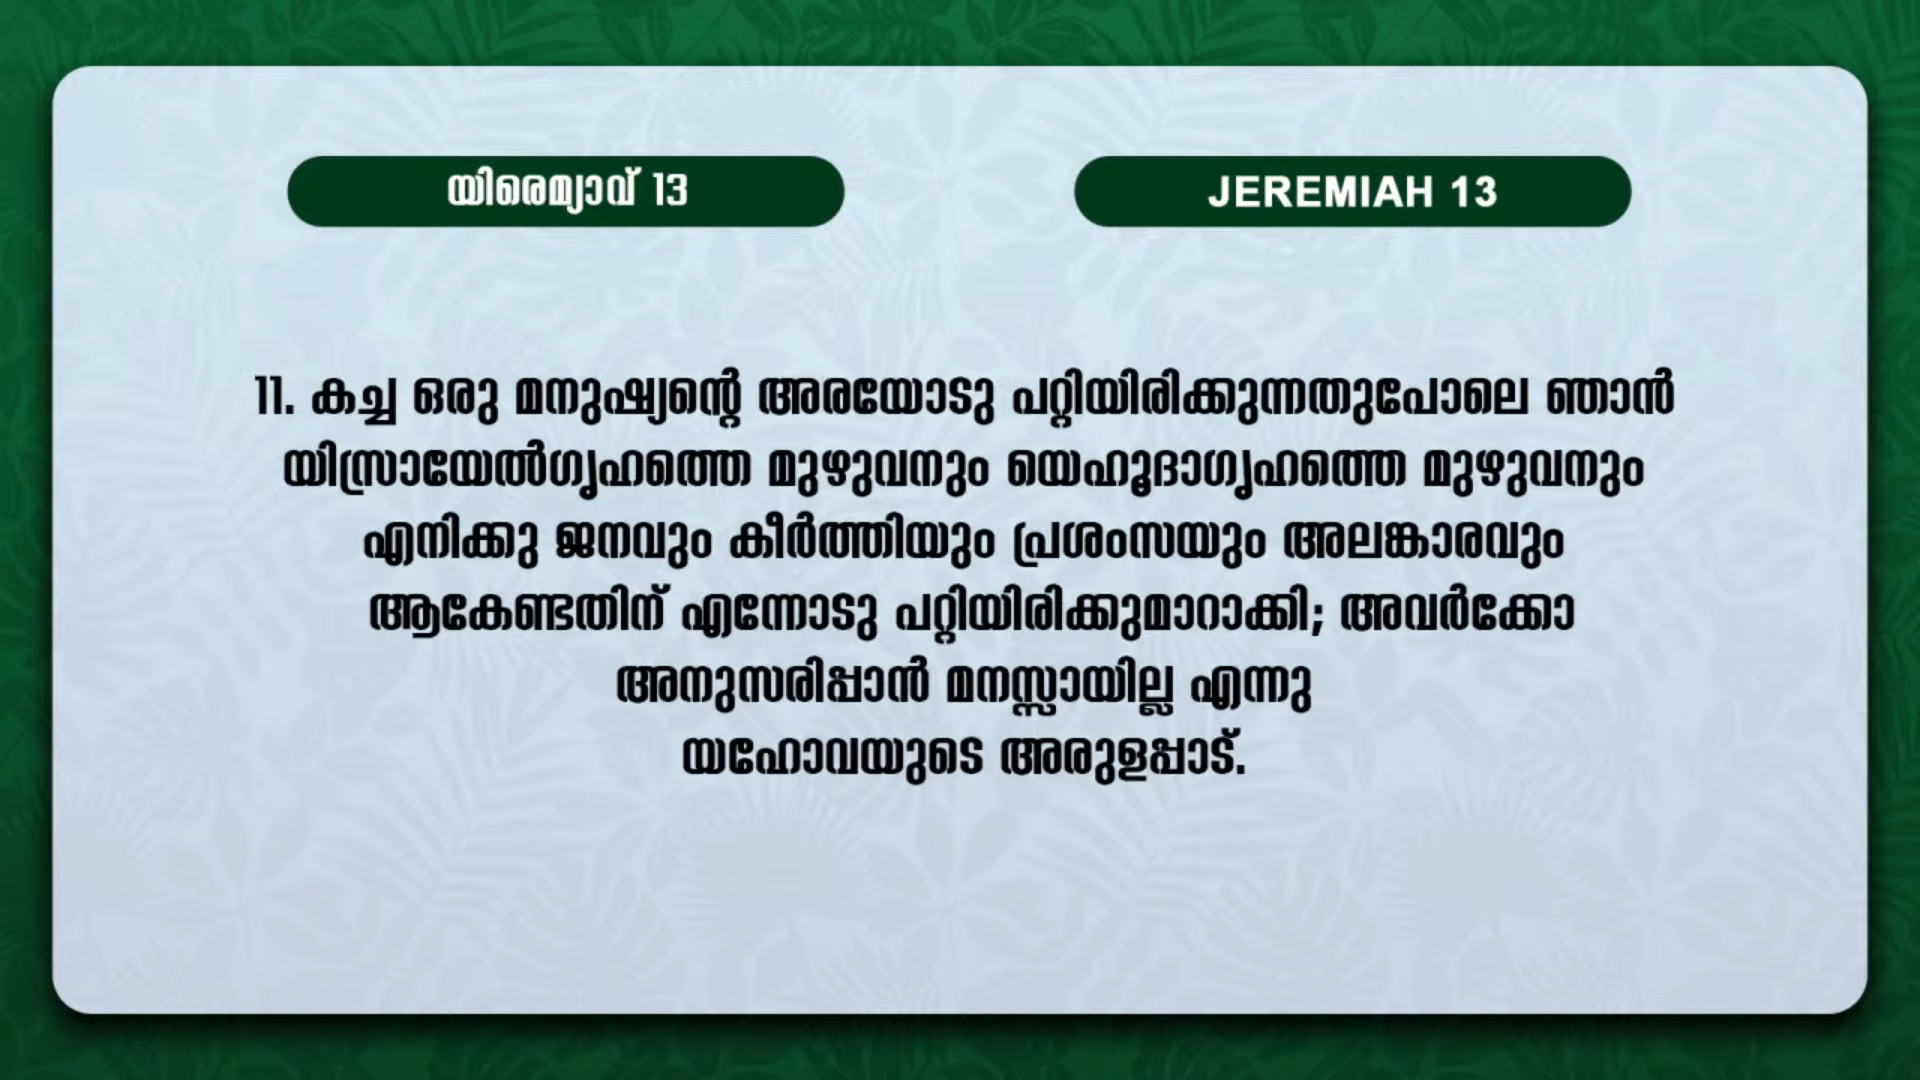 യിരെമ്യാവ് 13
JEREMIAH 13
11. കച്ച ഒരു മനുഷ്യന്റെ അരയോടു പറ്റിയിരിക്കുന്നതുപോലെ ഞാൻ
യിസ്രായേൽഗൃഹത്തെ മുഴുവനും യെഹൂദാഗൃഹത്തെ മുഴുവനും
എനിക്കു ജനവും കീർത്തിയും പ്രശംസയും അലങ്കാരവും
ആകേണ്ടതിന് എന്നോടു പറ്റിയിരിക്കുമാറാക്കി; അവർക്കോ
അനുസരിപ്പാൻ മനസ്സായില്ല എന്നു
യഹോവയുടെ അരുളപ്പാട്.